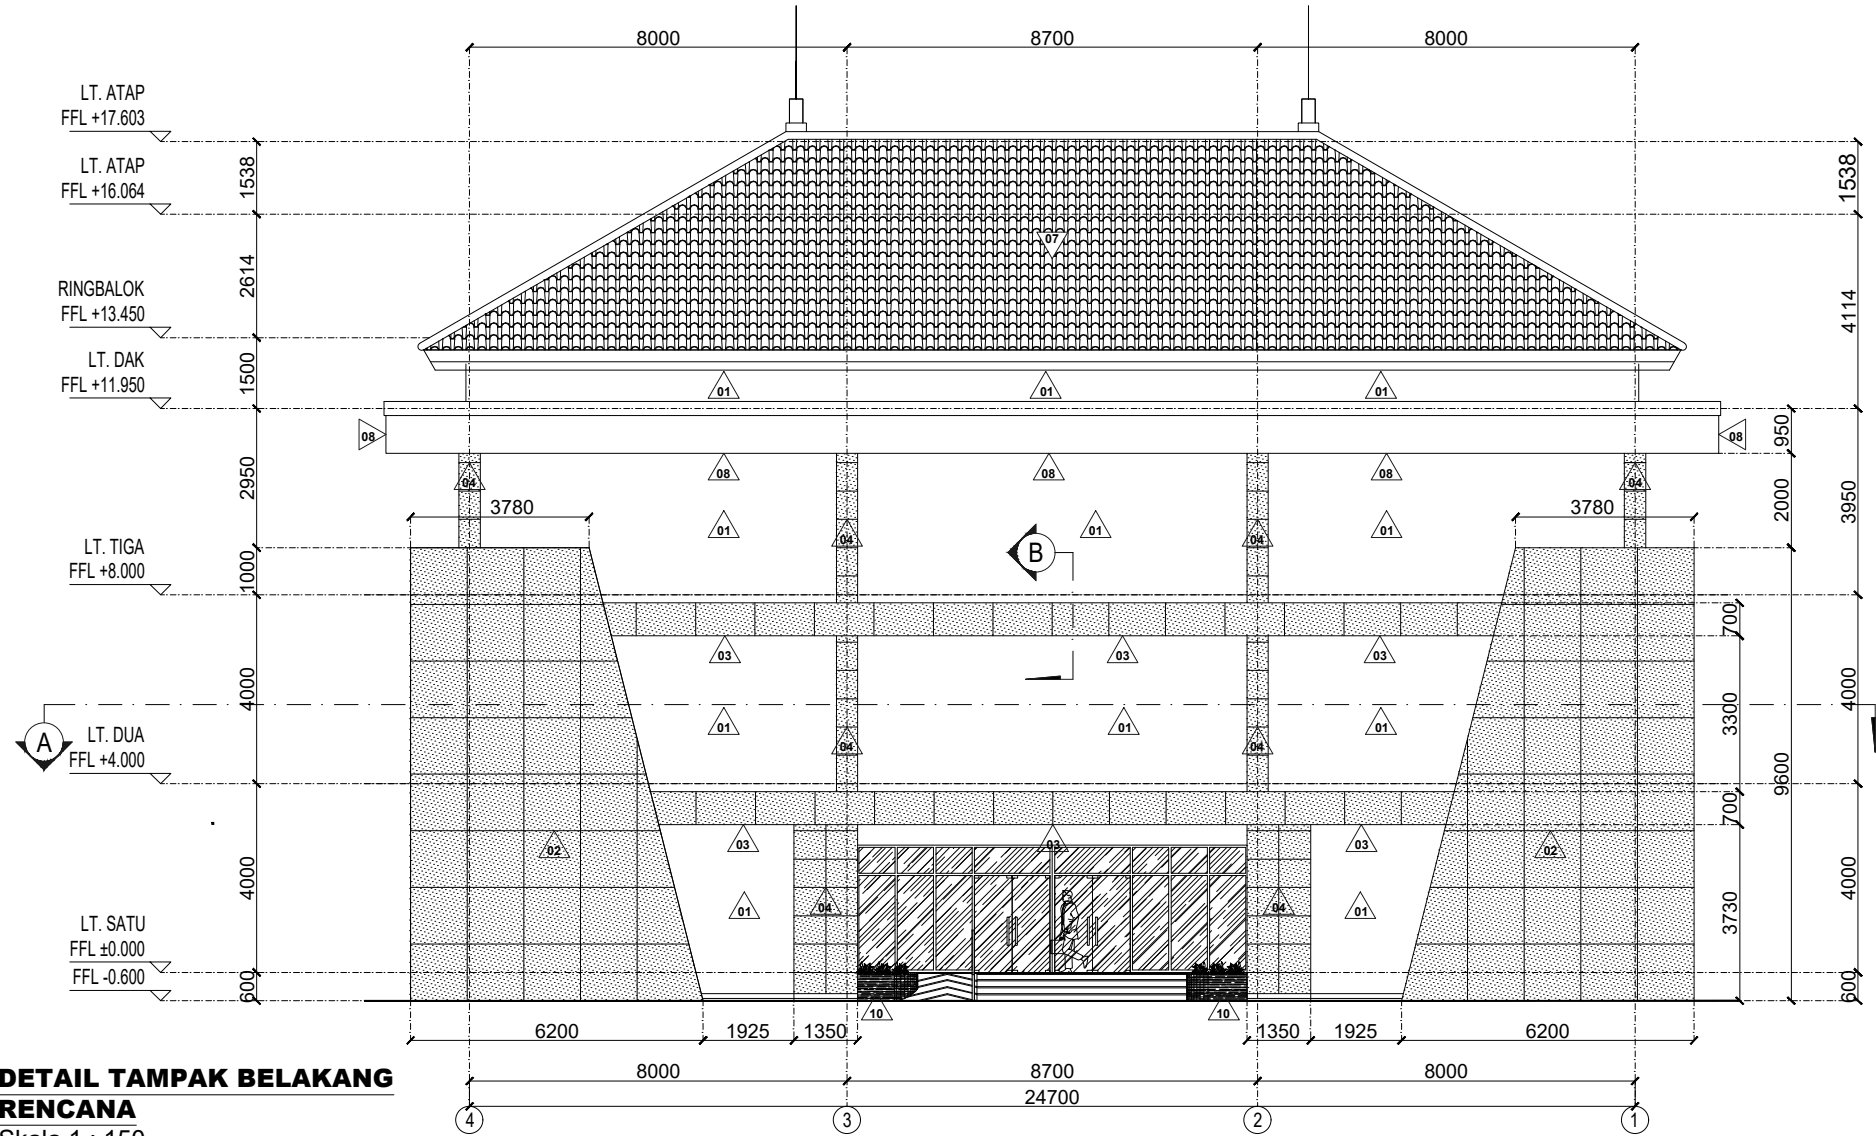 8000 8700 8000
LT. ATAP
FFL +17.603
LT. ATAP
FFL +16.064
1538 1538
07
2614
RINGBALOK
FFL +13.450
4114
LT. DAK
FFL +11.950
1500
01 01 01
08 08
950
08 08 08
2950
04 04
3780 3780
2000
3950
01 01 01
04 04
B
LT. TIGA
FFL +8.000
1000
700
03 03 03
4000 4000
3300
01 01 01
A
LT. DUA
FFL +4.000
04 04
9600
700
02 03 03 03 02
4000 4000
3730
01 04 04 01
LT. SATU
FFL ±0.000
FFL -0.600
600 600
10 10
6200 1925 1350 1350 1925 6200
DETAIL TAMPAK BELAKANG
RENCANA
Skala 1 : 150
8000 8700 8000
24700
4 3 2 1